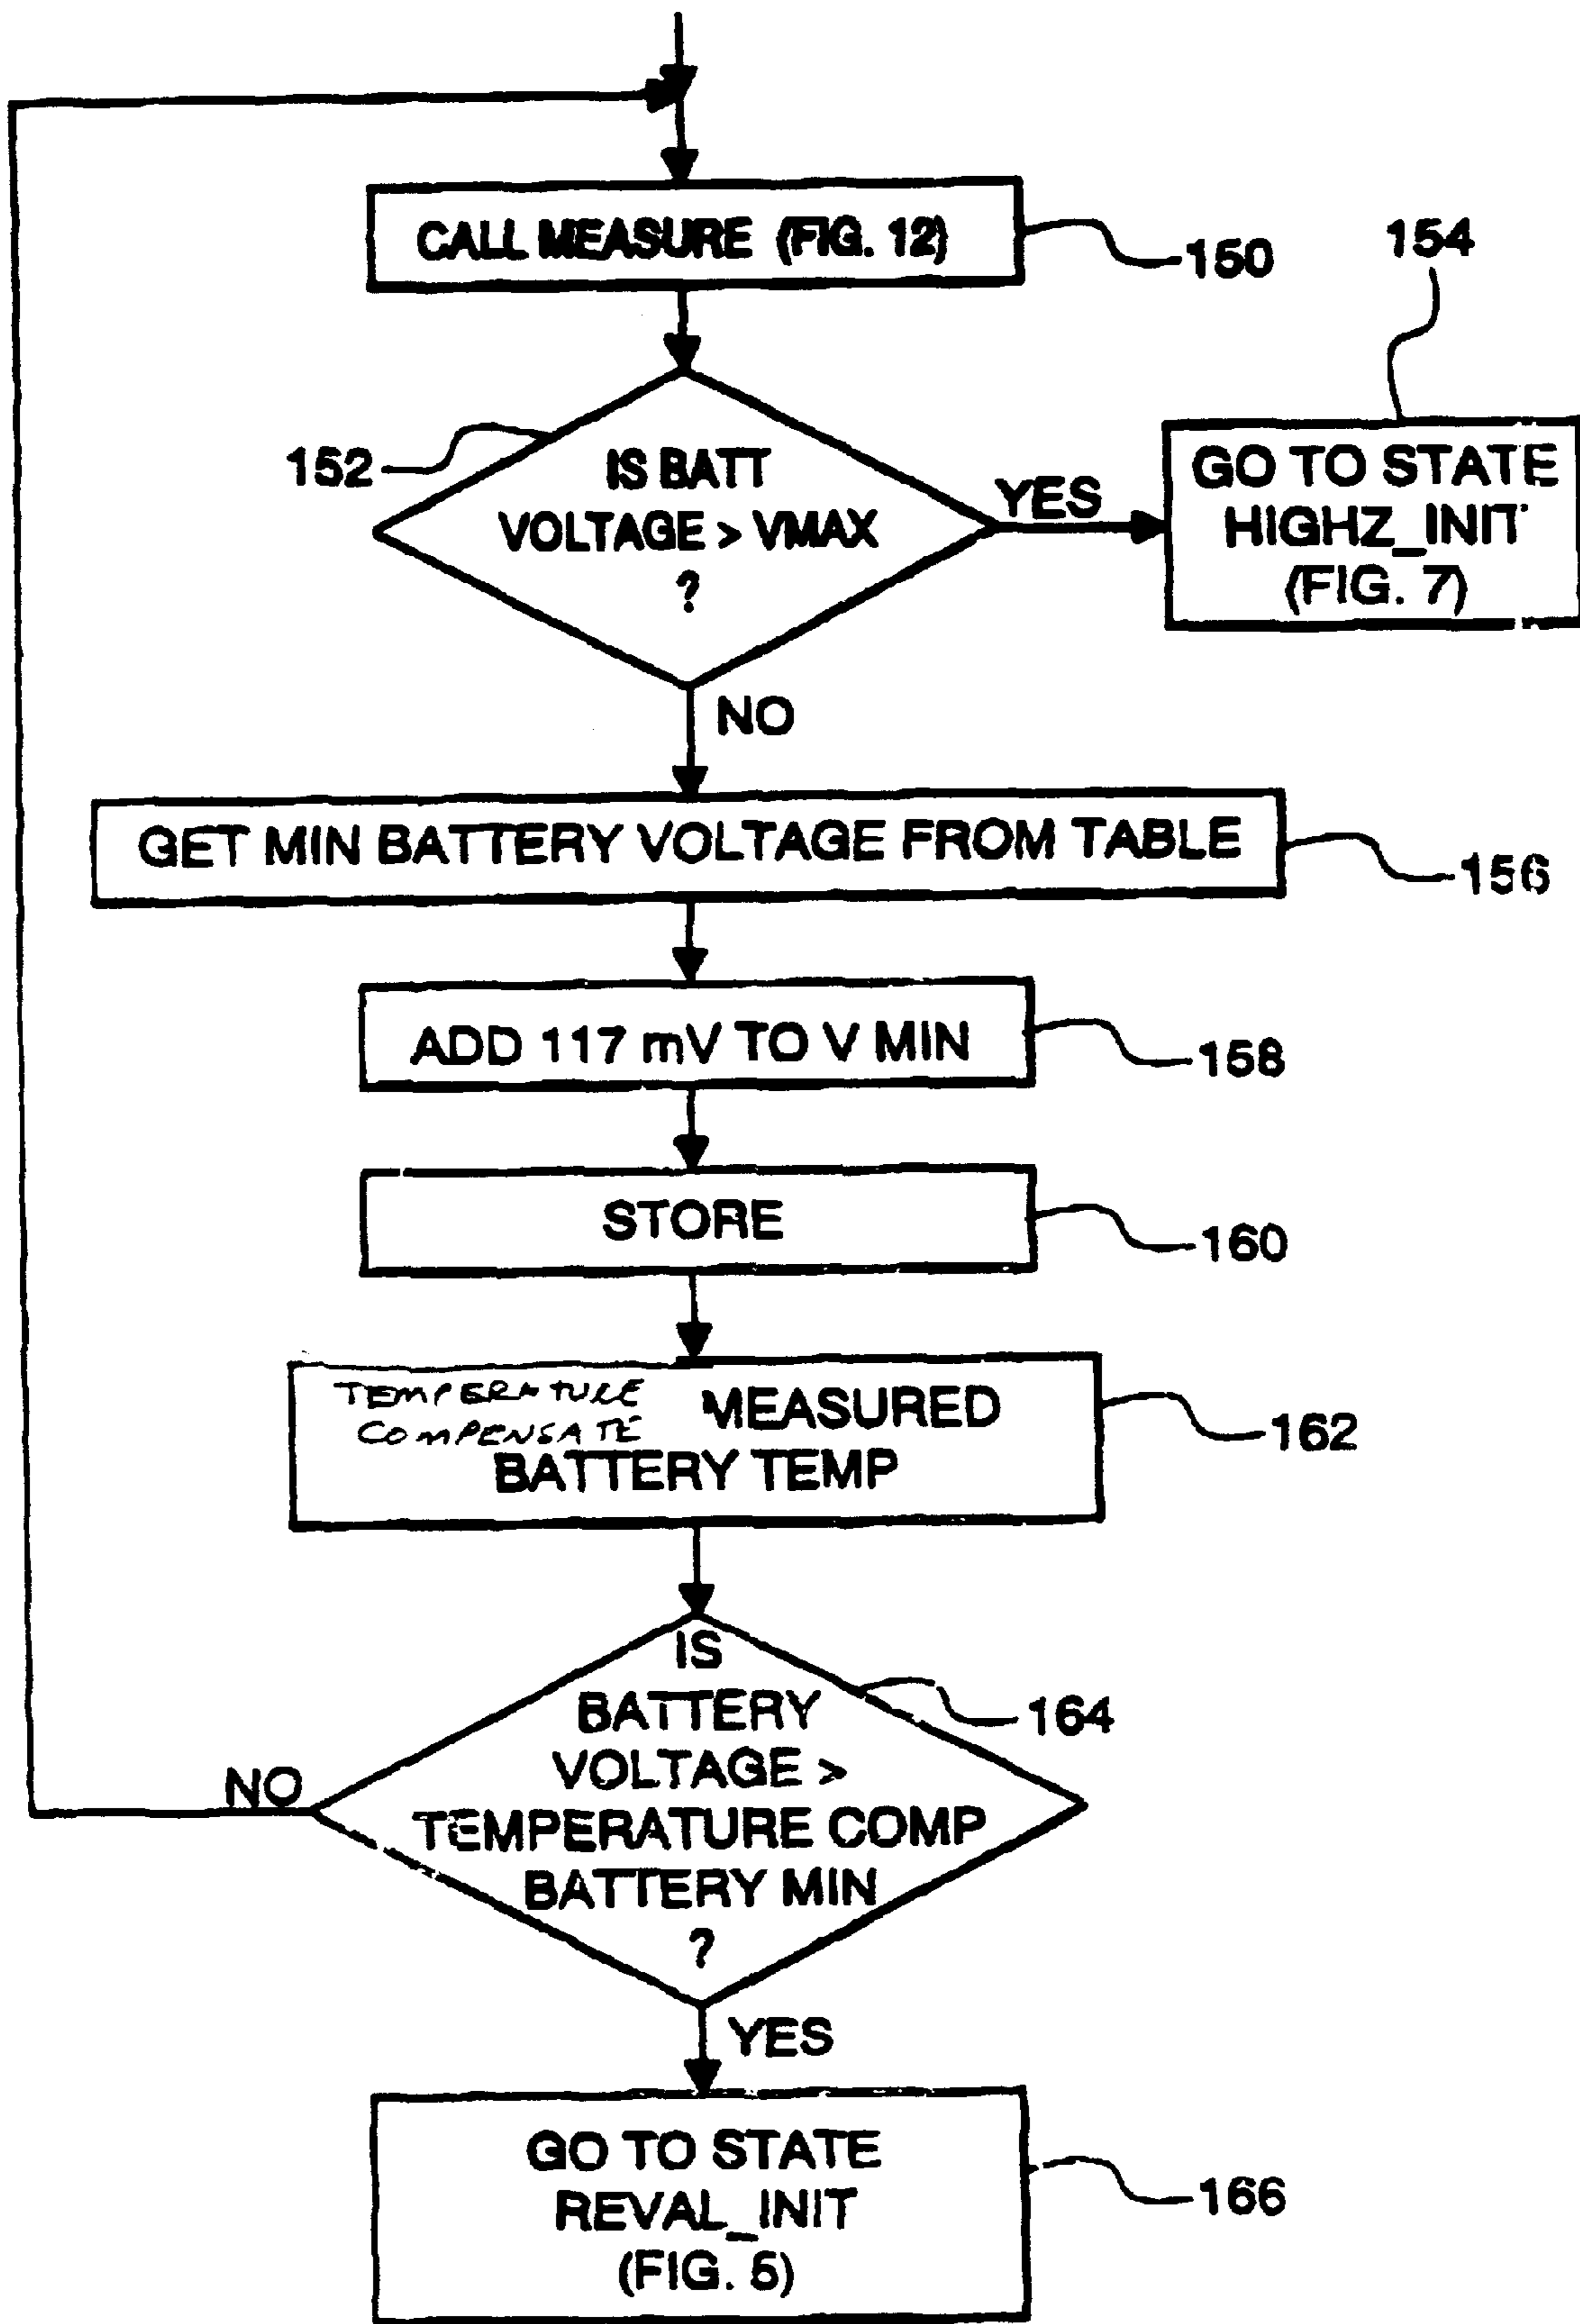 CALL MEASURE (FIG. 12)
150
154
152
IS BATT
VOLTAGE > VMAX
?
YES
GO TO STATE
HIGHZ_INIT
(FIG. 7)
NO
GET MIN BATTERY VOLTAGE FROM TABLE
156
ADD 117 mV TO V MIN
158
STORE
160
TEMPERATURE
COMPENSATE
MEASURED
BATTERY TEMP
162
IS
BATTERY
VOLTAGE >
TEMPERATURE COMP
BATTERY MIN
?
164
NO
YES
GO TO STATE
REVAL_INIT
(FIG. 5)
166